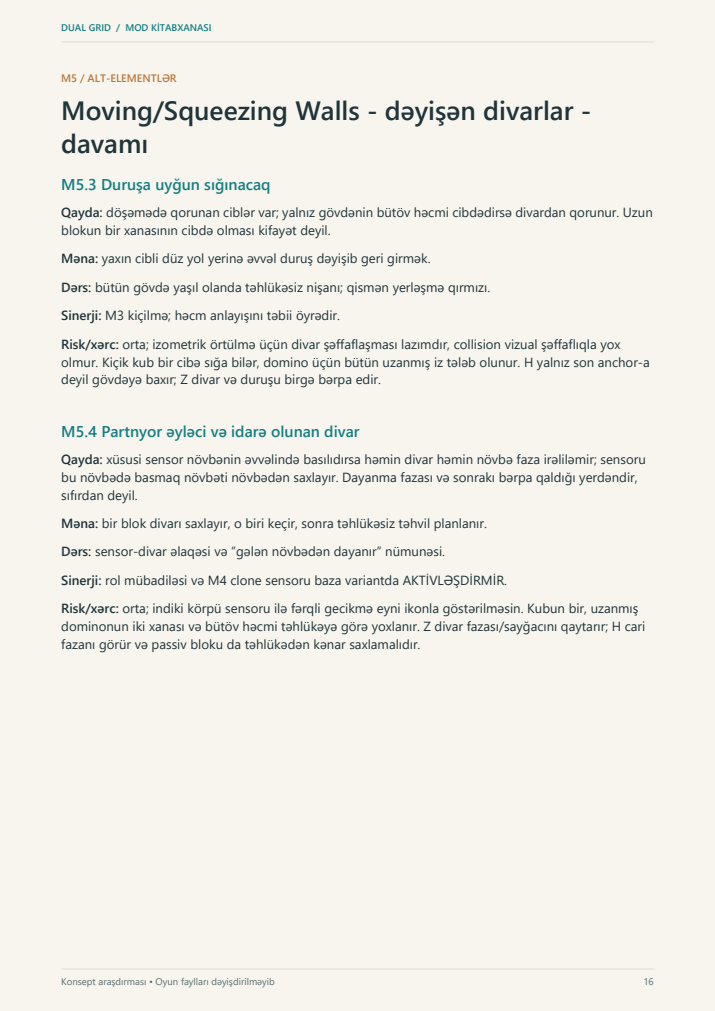 DUAL GRID / MOD KİTABXANASI
M5 / ALT-ELEMENTLƏR
Moving/Squeezing Walls - dəyişən divarlar -
davamı
M5.3 Duruşa uyğun sığınacaq
Qayda: döşəmədə qorunan ciblər var; yalnız gövdənin bütöv həcmi cibdədirsə divardan qorunur. Uzun
blokun bir xanasının cibdə olması kifayət deyil.
Məna: yaxın cibli düz yol yerinə əvvəl duruş dəyişib geri girmək.
Dərs: bütün gövdə yaşıl olanda təhlükəsiz nişanı; qismən yerləşmə qırmızı.
Sinerji: M3 kiçilmə; həcm anlayışını təbii öyrədir.
Risk/xərc: orta; izometrik örtülmə üçün divar şəffaflaşması lazımdır, collision vizual şəffaflıqla yox
olmur. Kiçik kub bir cibə sığa bilər, domino üçün bütün uzanmış iz tələb olunur. H yalnız son anchor-a
deyil gövdəyə baxır; Z divar və duruşu birgə bərpa edir.
M5.4 Partnyor əyləci və idarə olunan divar
Qayda: xüsusi sensor növbənin əvvəlində basılıdırsa həmin divar həmin növbə faza irəliləmir; sensoru
bu növbədə basmaq növbəti növbədən saxlayır. Dayanma fazası və sonrakı bərpa qaldığı yerdəndir,
sıfırdan deyil.
Məna: bir blok divarı saxlayır, o biri keçir, sonra təhlükəsiz təhvil planlanır.
Dərs: sensor-divar əlaqəsi və “gələn növbədən dayanır” nümunəsi.
Sinerji: rol mübadiləsi və M4 clone sensoru baza variantda AKTİVLƏŞDİRMİR.
Risk/xərc: orta; indiki körpü sensoru ilə fərqli gecikmə eyni ikonla göstərilməsin. Kubun bir, uzanmış
dominonun iki xanası və bütöv həcmi təhlükəyə görə yoxlanır. Z divar fazası/sayğacını qaytarır; H cari
fazanı görür və passiv bloku da təhlükədən kənar saxlamalıdır.
Konsept araşdırması • Oyun faylları dəyişdirilməyib
16